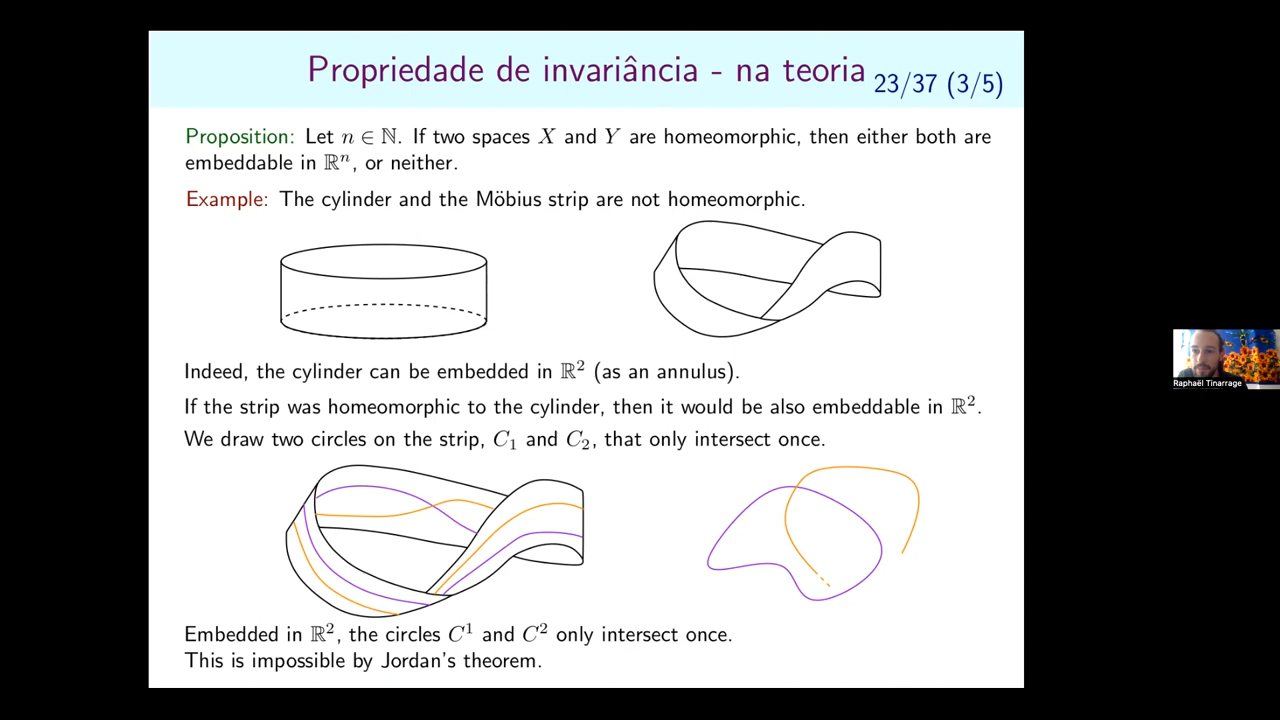 Propriedade de invariância - na teoria 23/37 (3/5)
Proposition: Let n ∈ ℕ. If two spaces X and Y are homeomorphic, then either both are
embeddable in ℝⁿ, or neither.
Example: The cylinder and the Möbius strip are not homeomorphic.
Indeed, the cylinder can be embedded in ℝ² (as an annulus).
If the strip was homeomorphic to the cylinder, then it would be also embeddable in ℝ².
We draw two circles on the strip, C₁ and C₂, that only intersect once.
Embedded in ℝ², the circles C¹ and C² only intersect once.
This is impossible by Jordan's theorem.
Raphaël Tinarrage